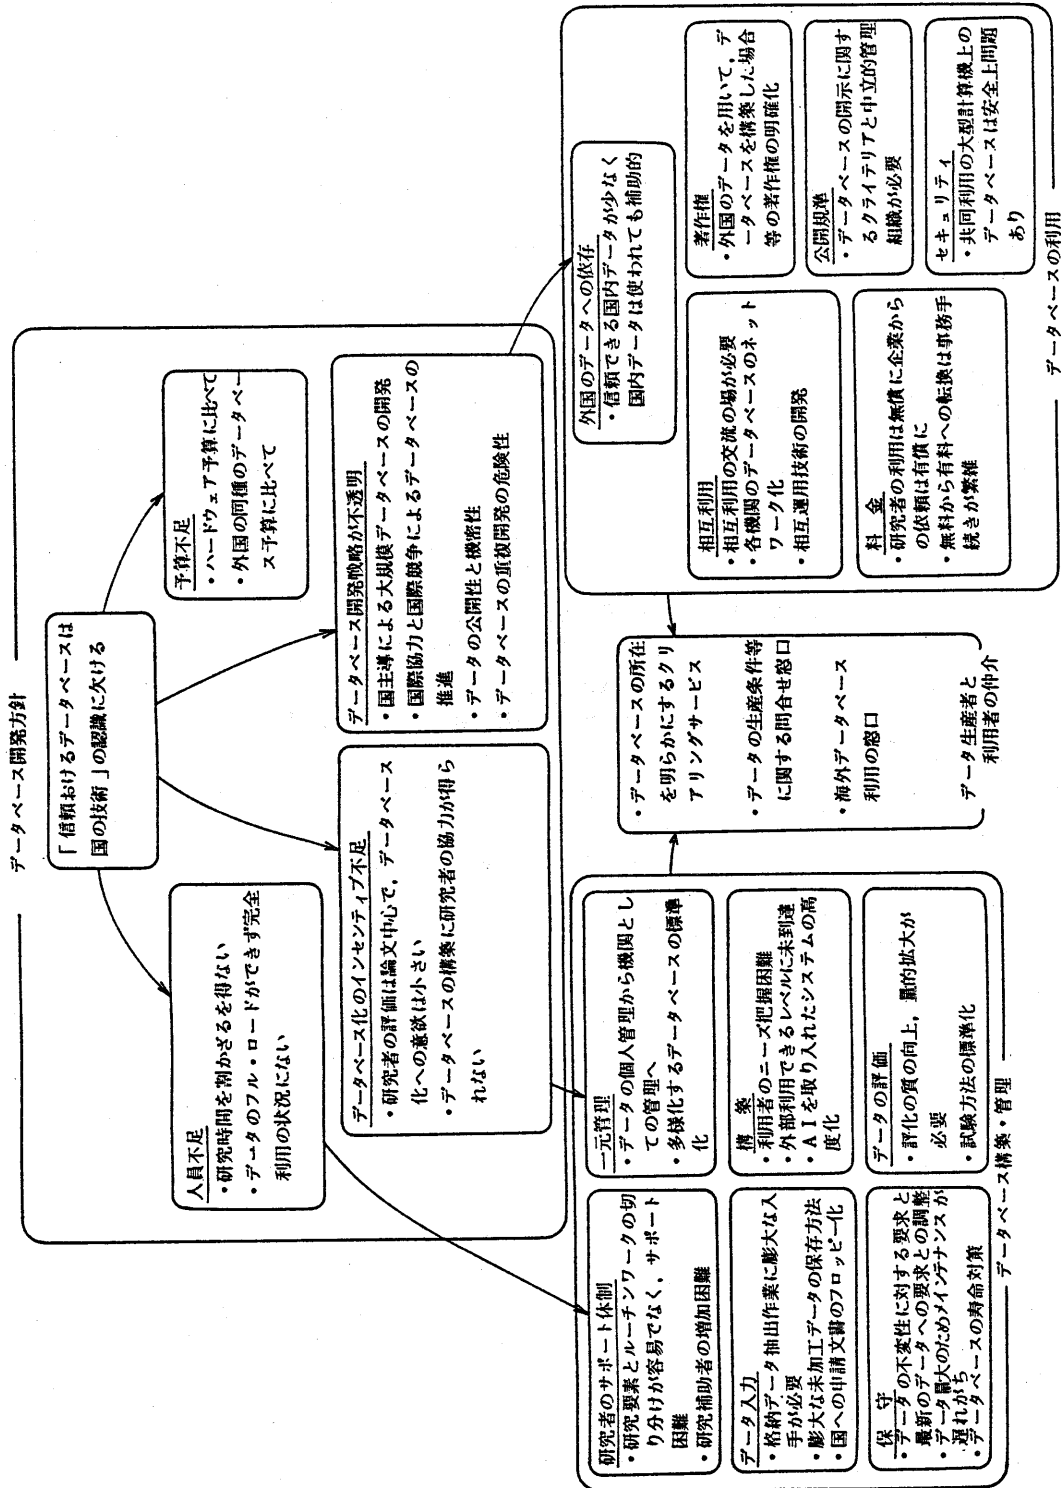 データベース開発方針
「信頼おけるデータベースは
国の技術」の認識に欠ける
人員不足
・研究時間を割かざるを得ない
・データのフル・ロードができず完全
利用の状況にない
予算不足
・ハードウェア予算に比べて
・外国の同種のデータベー
ス予算に比べて
データベース化のインセンティブ不足
・研究者の評価は論文中心で，データベース
化への意欲は小さい
・データベースの構築に研究者の協力が得ら
れない
データベース開発戦略が不透明
・国主導による大規模データベースの開発
・国際協力と国際競争によるデータベースの
推進
・データの公開性と機密性
・データベースの重複開発の危険性
研究者のサポート体制
・研究要素とルーチンワークの切
り分けが容易でなく，サポート
困難
・研究補助者の増加困難
一元管理
・データの個人管理から機関とし
ての管理へ
・多様化するデータベースの標準
化
データ入力
・格納データ抽出作業に膨大な人
手が必要
・膨大な未加工データの保存方法
・国への申請文書のフロッピー化
構　築
・利用者のニーズ把握困難
・外部利用できるレベルに未到達
・ＡＩを取り入れたシステムの高
度化
保　守
・データの不変性に対する要求と
最新のデータへの要求との調整
・データ量大のためメインテナンスが
遅れがち
・データベースの寿命対策
データの評価
・評化の質の向上，量的拡大が
必要
・試験方法の標準化
データベース構築・管理
・データベースの所在
を明らかにするクリ
アリングサービス
・データの生産条件等
に関する問合せ窓口
・海外データベース
利用の窓口
データ生産者と
利用者の仲介
外国のデータへの依存
・信頼できる国内データが少なく
国内データは使われても補助的
相互利用
・相互利用の交流の場が必要
・各機関のデータベースのネット
ワーク化
・相互運用技術の開発
著作権
・外国のデータを用いて，デ
ータベースを構築した場合
等の著作権の明確化
公開規準
・データベースの開示に関す
るクライテリアと中立的管理
組織が必要
料　金
・研究者の利用は無償に企業から
の依頼は有償に
・無料から有料への転換は事務手
続きが繁雑
セキュリティ
・共同利用の大型計算機上の
データベースは安全上問題
あり
データベースの利用